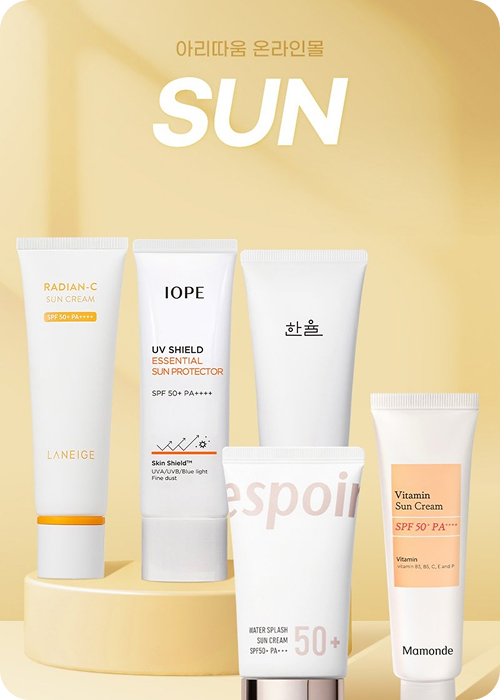 아리따움 온라인몰
SUN
RADIAN-C
SUN CREAM
SPF 50+ PA++++
LANEIGE
IOPE
UV SHIELD
ESSENTIAL
SUN PROTECTOR
SPF 50+ PA++++
Skin Shield™
UVA/UVB/Blue light
Fine dust
한율
espoir
WATER SPLASH
SUN CREAM
SPF50+ PA+++
50+
Vitamin
Sun Cream
SPF 50+ PA++++
Vitamin
Vitamin B3, B5, C, E and P
Mamonde